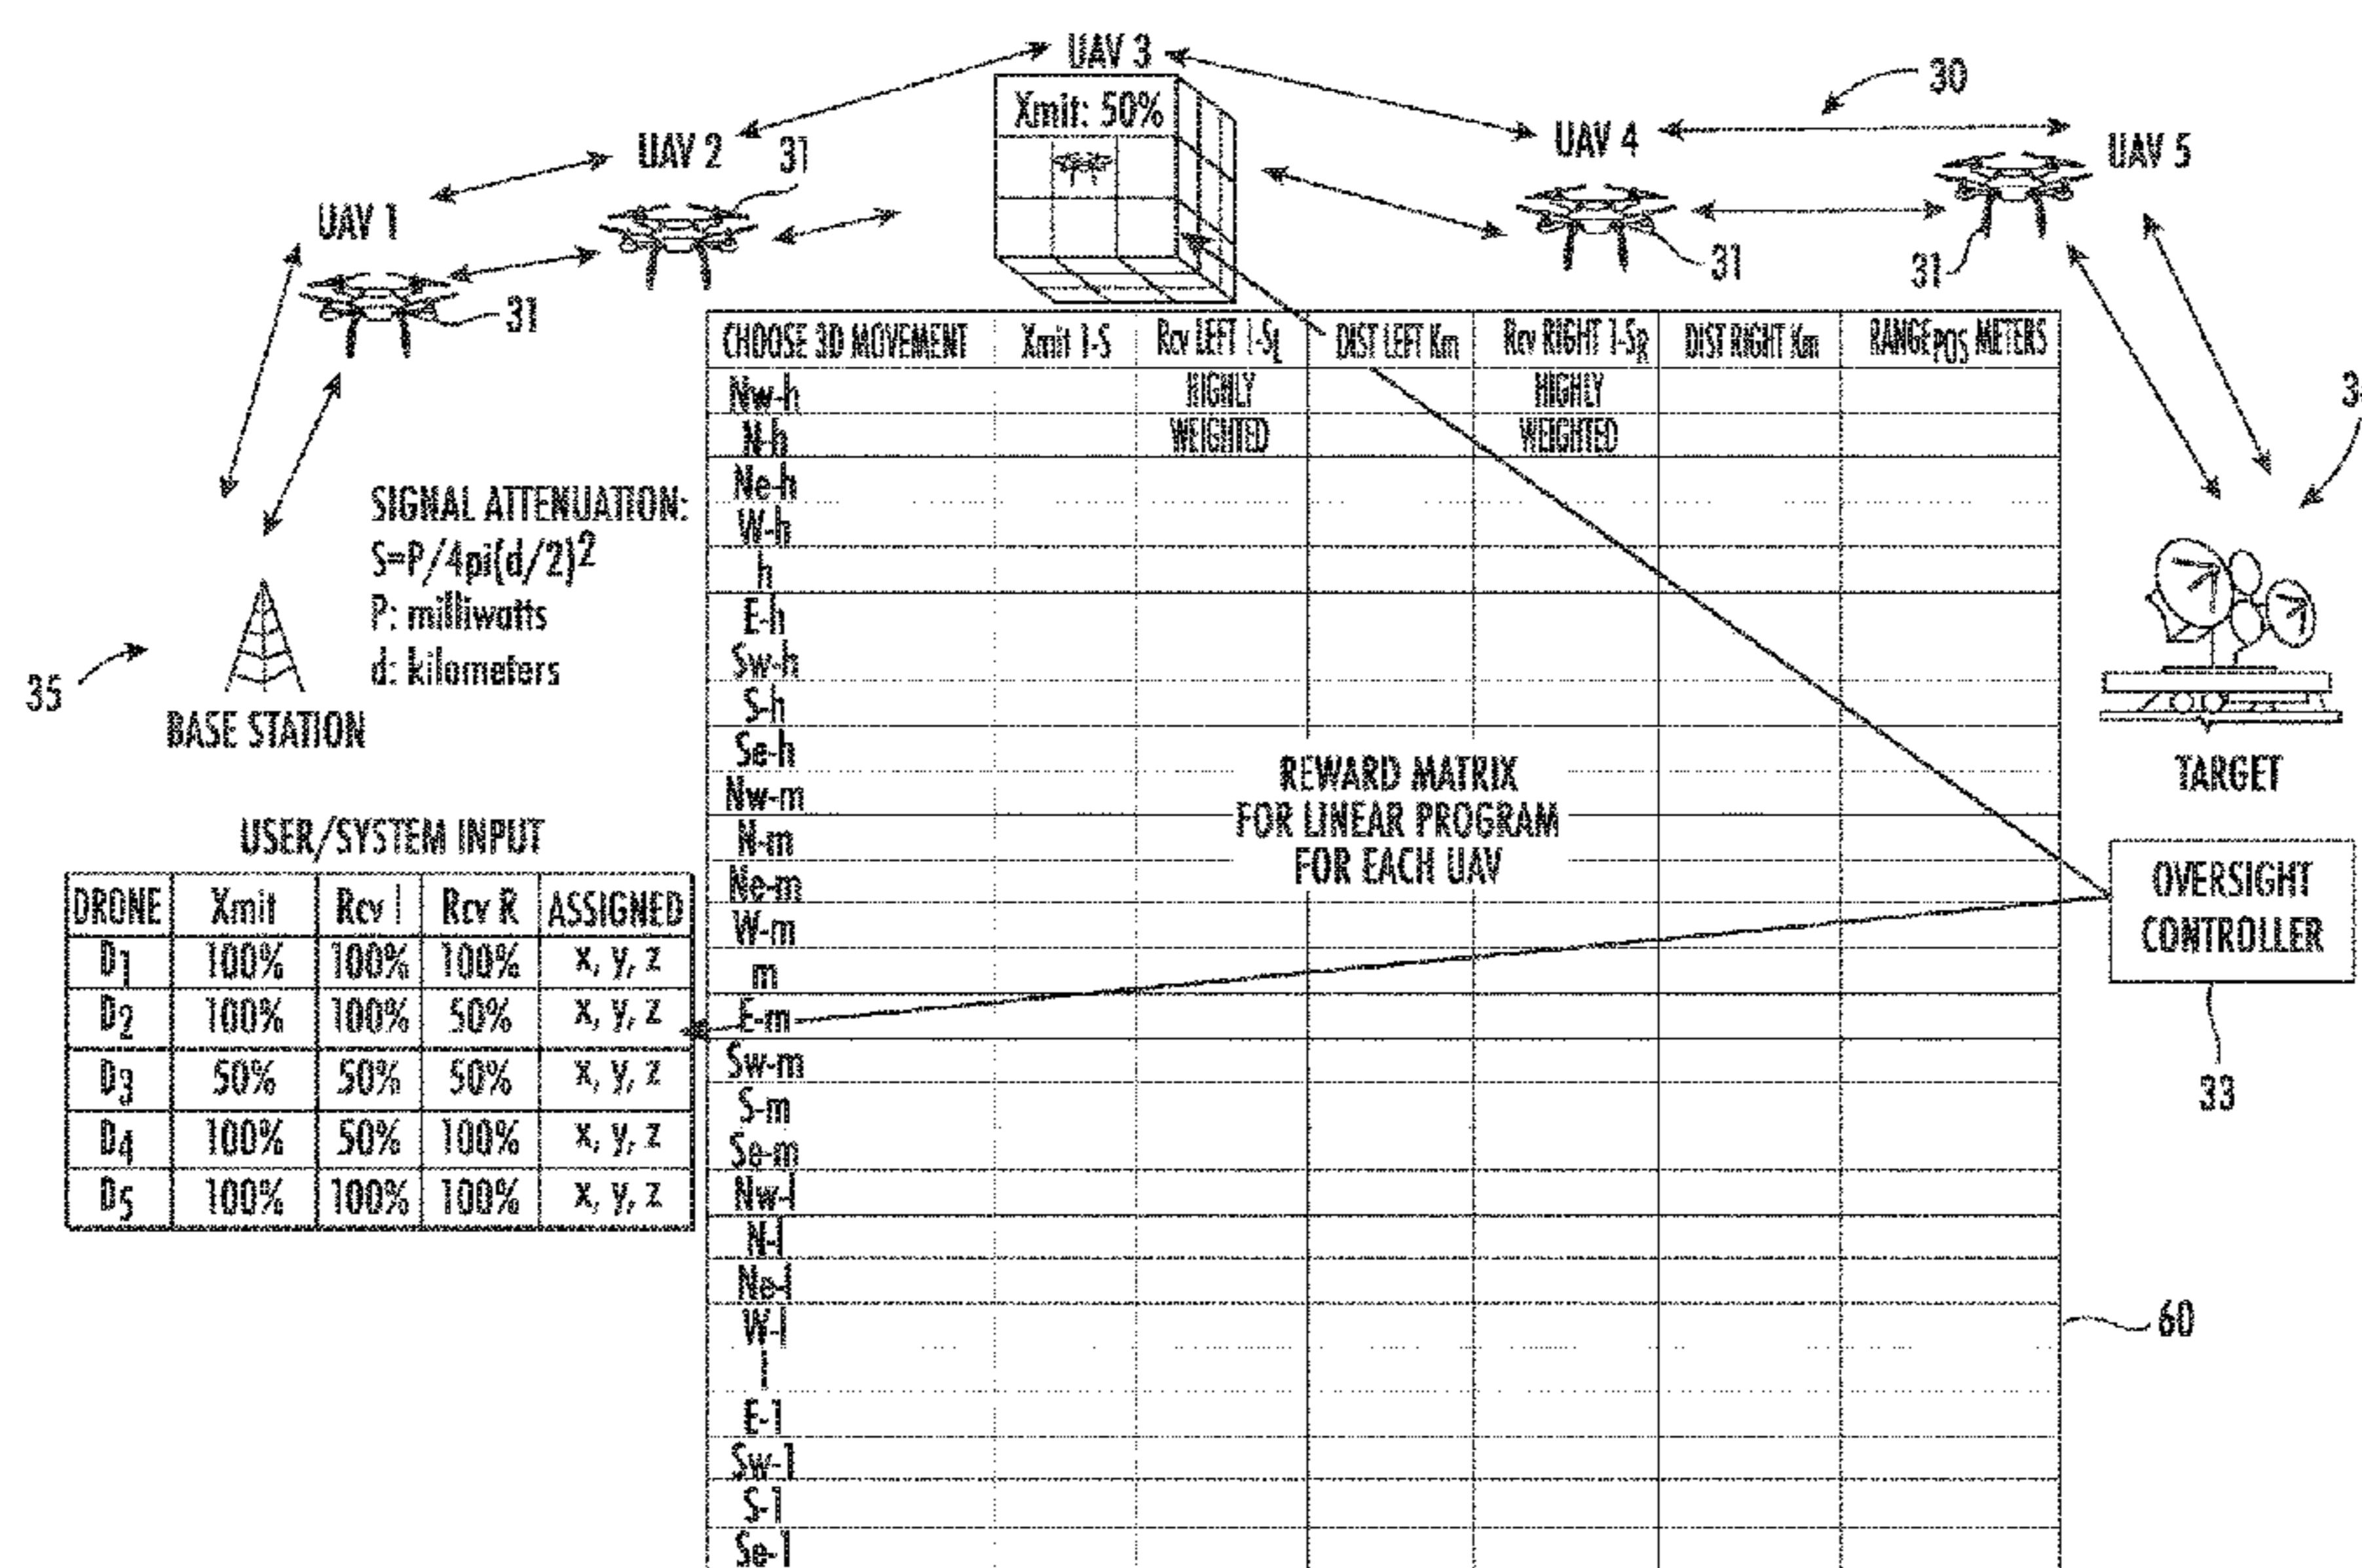 UAV 3
30
Xmit: 50%
UAV 2
31
UAV 4
UAV 5
UAV 1
31
31
31
CHOOSE 3D MOVEMENT Xmit 1-S Rcv LEFT 1-SL DIST LEFT Km Rcv RIGHT 1-SR DIST RIGHT Km RANGEPOS METERS
Nw-h HIGHLY HIGHLY
N-h WEIGHTED WEIGHTED
Ne-h
W-h
h
E-h
Sw-h
S-h
Se-h
Nw-m
N-m
Ne-m
W-m
m
E-m
Sw-m
S-m
Se-m
Nw-l
N-l
Ne-l
W-l
l
E-l
Sw-l
S-l
Se-l
REWARD MATRIX
FOR LINEAR PROGRAM
FOR EACH UAV
60
SIGNAL ATTENUATION:
S=P/4pi(d/2)2
P: milliwatts
d: kilometers
35
BASE STATION
TARGET
OVERSIGHT
CONTROLLER
33
USER/SYSTEM INPUT
DRONE Xmit Rcv l Rcv R ASSIGNED
D1 100% 100% 100% x, y, z
D2 100% 100% 50% x, y, z
D3 50% 50% 50% x, y, z
D4 100% 50% 100% x, y, z
D5 100% 100% 100% x, y, z